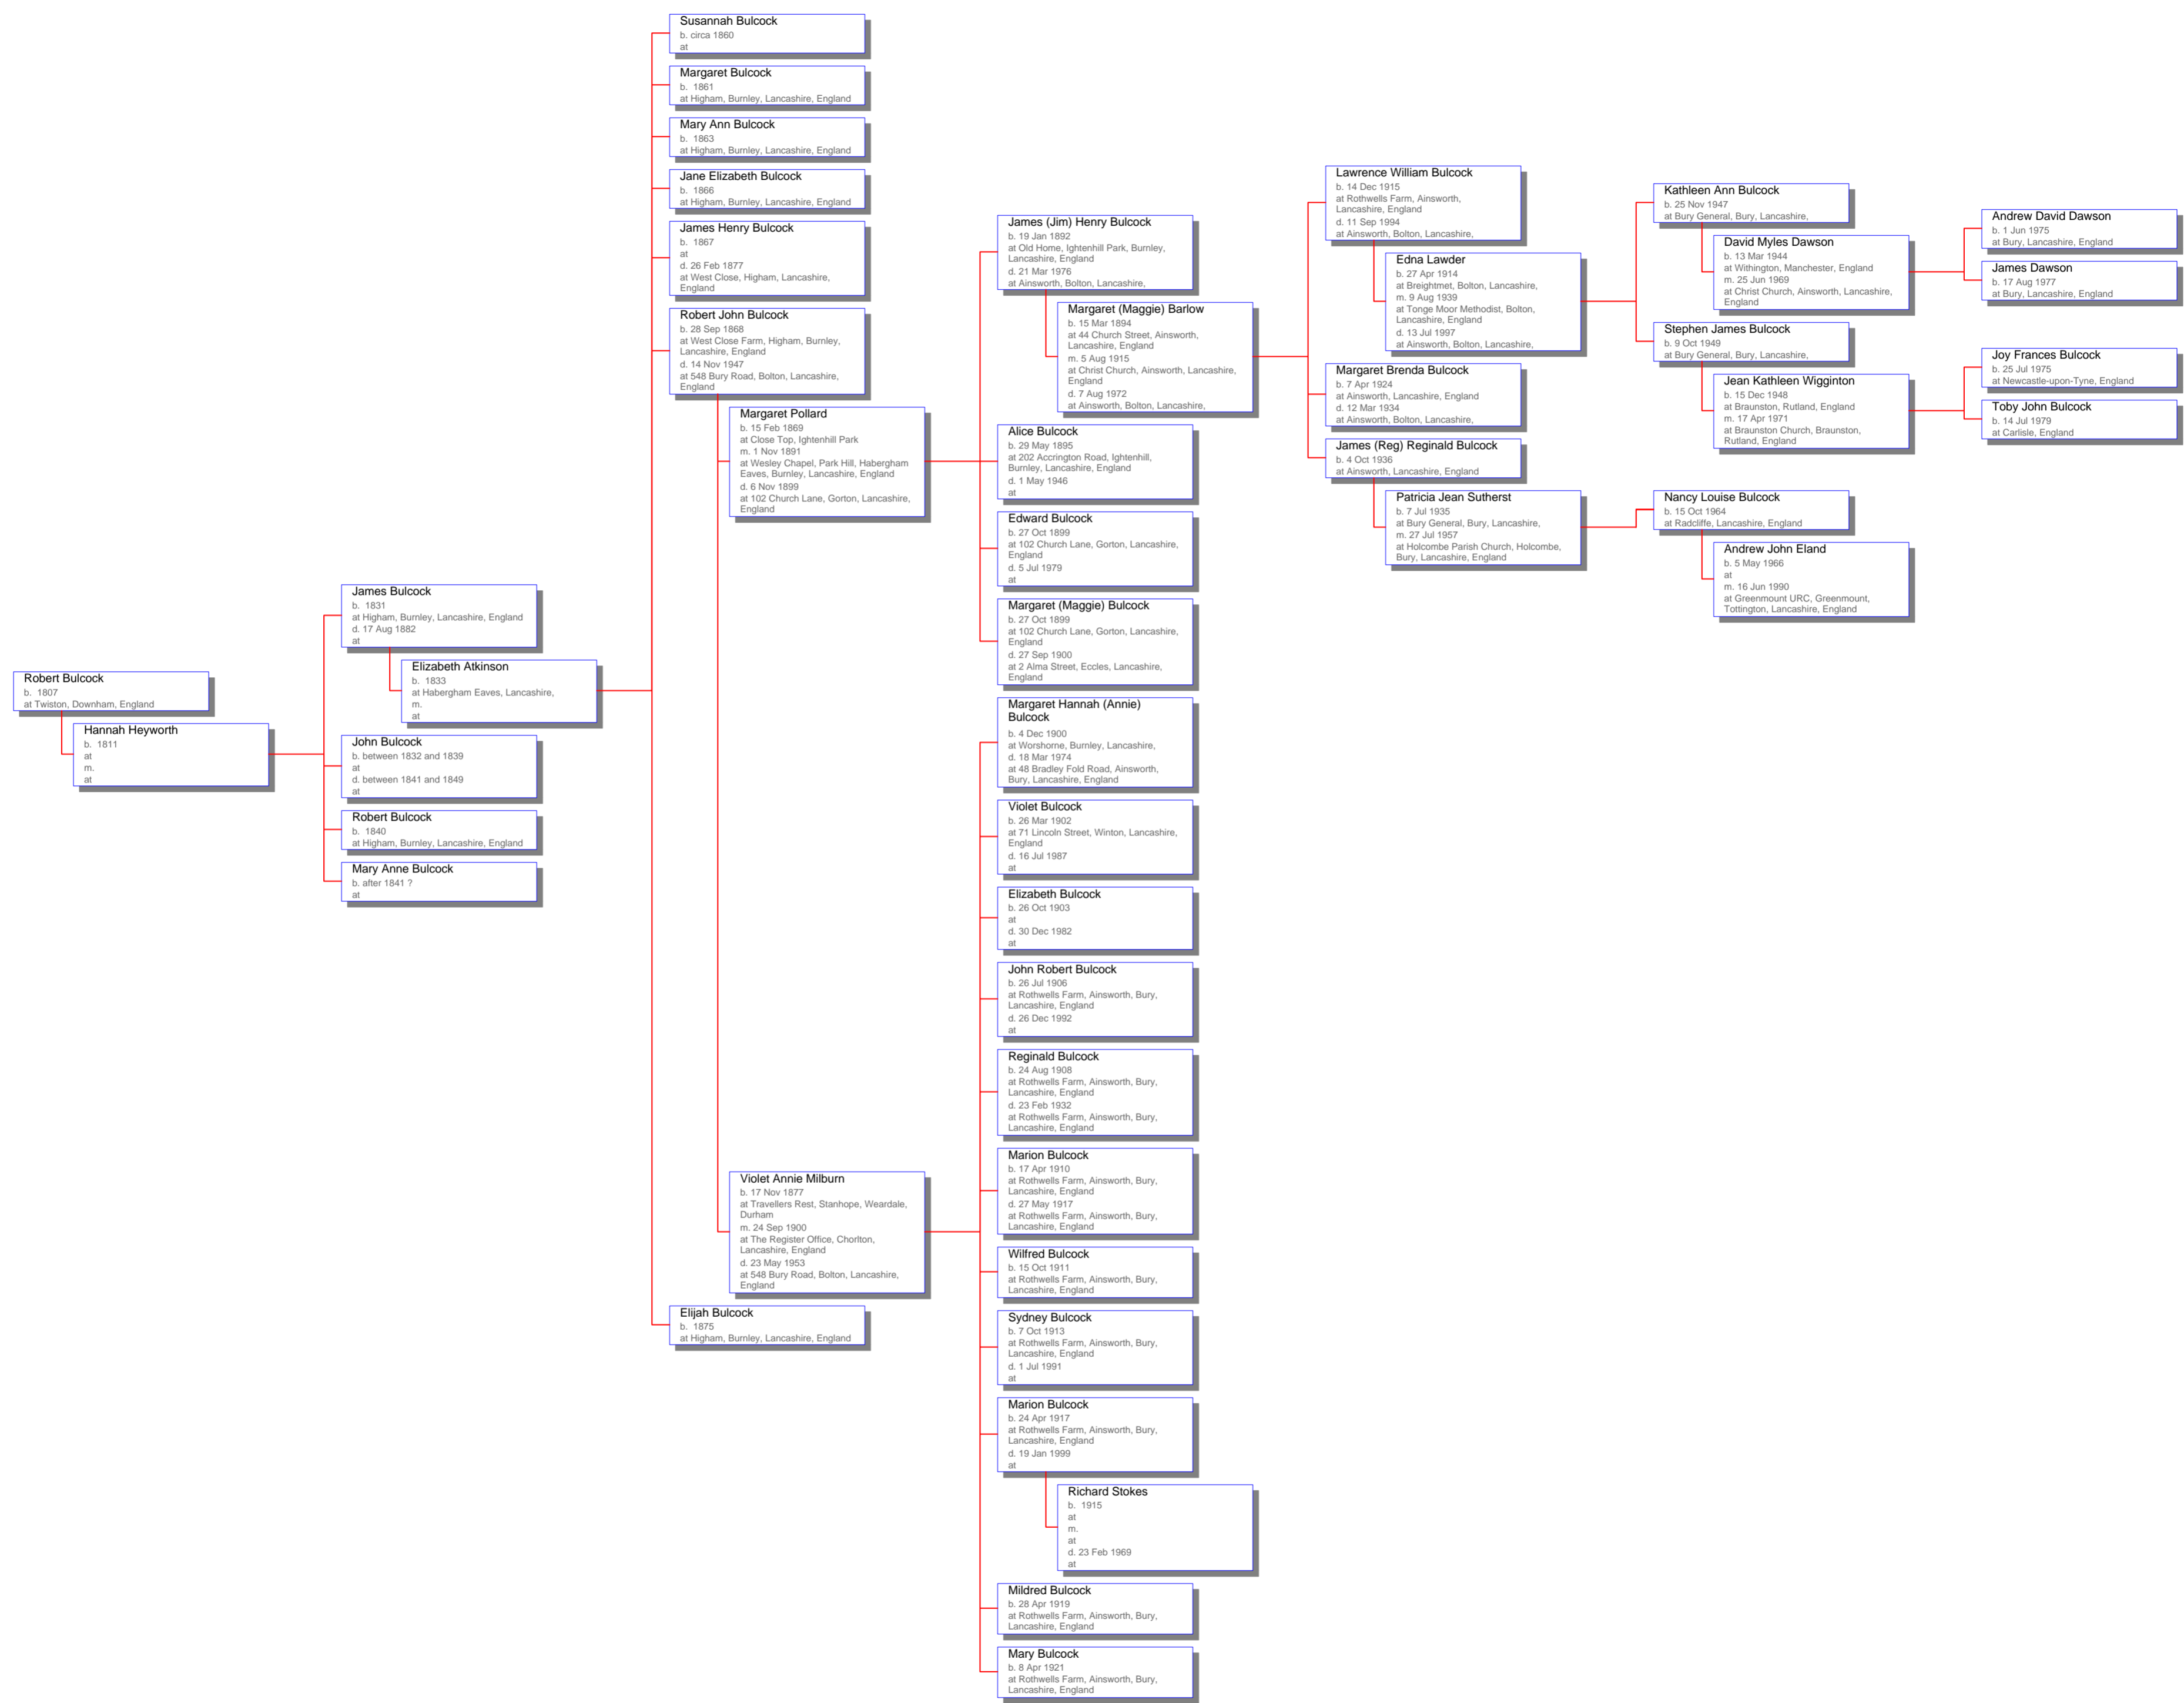 Robert Bulcock
b.  1807
at Twiston, Downham, England
Hannah Heyworth
b.  1811
at
m.
at
James Bulcock
b.  1831
at Higham, Burnley, Lancashire, England
d. 17 Aug 1882
at
Elizabeth Atkinson
b.  1833
at Habergham Eaves, Lancashire,
m.
at
John Bulcock
b. between 1832 and 1839
at
d. between 1841 and 1849
at
Robert Bulcock
b.  1840
at Higham, Burnley, Lancashire, England
Mary Anne Bulcock
b. after 1841 ?
at
Susannah Bulcock
b. circa 1860
at
Margaret Bulcock
b.  1861
at Higham, Burnley, Lancashire, England
Mary Ann Bulcock
b.  1863
at Higham, Burnley, Lancashire, England
Jane Elizabeth Bulcock
b.  1866
at Higham, Burnley, Lancashire, England
James Henry Bulcock
b.  1867
at
d. 26 Feb 1877
at West Close, Higham, Lancashire,
England
Robert John Bulcock
b. 28 Sep 1868
at West Close Farm, Higham, Burnley,
Lancashire, England
d. 14 Nov 1947
at 548 Bury Road, Bolton, Lancashire,
England
Margaret Pollard
b. 15 Feb 1869
at Close Top, Ightenhill Park
m. 1 Nov 1891
at Wesley Chapel, Park Hill, Habergham
Eaves, Burnley, Lancashire, England
d. 6 Nov 1899
at 102 Church Lane, Gorton, Lancashire,
England
Violet Annie Milburn
b. 17 Nov 1877
at Travellers Rest, Stanhope, Weardale,
Durham
m. 24 Sep 1900
at The Register Office, Chorlton,
Lancashire, England
d. 23 May 1953
at 548 Bury Road, Bolton, Lancashire,
England
Elijah Bulcock
b.  1875
at Higham, Burnley, Lancashire, England
James (Jim) Henry Bulcock
b. 19 Jan 1892
at Old Home, Ightenhill Park, Burnley,
Lancashire, England
d. 21 Mar 1976
at Ainsworth, Bolton, Lancashire,
Margaret (Maggie) Barlow
b. 15 Mar 1894
at 44 Church Street, Ainsworth,
Lancashire, England
m. 5 Aug 1915
at Christ Church, Ainsworth, Lancashire,
England
d. 7 Aug 1972
at Ainsworth, Bolton, Lancashire,
Alice Bulcock
b. 29 May 1895
at 202 Accrington Road, Ightenhill,
Burnley, Lancashire, England
d. 1 May 1946
at
Edward Bulcock
b. 27 Oct 1899
at 102 Church Lane, Gorton, Lancashire,
England
d. 5 Jul 1979
at
Margaret (Maggie) Bulcock
b. 27 Oct 1899
at 102 Church Lane, Gorton, Lancashire,
England
d. 27 Sep 1900
at 2 Alma Street, Eccles, Lancashire,
England
Margaret Hannah (Annie)
Bulcock
b. 4 Dec 1900
at Worshorne, Burnley, Lancashire,
d. 18 Mar 1974
at 48 Bradley Fold Road, Ainsworth,
Bury, Lancashire, England
Violet Bulcock
b. 26 Mar 1902
at 71 Lincoln Street, Winton, Lancashire,
England
d. 16 Jul 1987
at
Elizabeth Bulcock
b. 26 Oct 1903
at
d. 30 Dec 1982
at
John Robert Bulcock
b. 26 Jul 1906
at Rothwells Farm, Ainsworth, Bury,
Lancashire, England
d. 26 Dec 1992
at
Reginald Bulcock
b. 24 Aug 1908
at Rothwells Farm, Ainsworth, Bury,
Lancashire, England
d. 23 Feb 1932
at Rothwells Farm, Ainsworth, Bury,
Lancashire, England
Marion Bulcock
b. 17 Apr 1910
at Rothwells Farm, Ainsworth, Bury,
Lancashire, England
d. 27 May 1917
at Rothwells Farm, Ainsworth, Bury,
Lancashire, England
Wilfred Bulcock
b. 15 Oct 1911
at Rothwells Farm, Ainsworth, Bury,
Lancashire, England
Sydney Bulcock
b. 7 Oct 1913
at Rothwells Farm, Ainsworth, Bury,
Lancashire, England
d. 1 Jul 1991
at
Marion Bulcock
b. 24 Apr 1917
at Rothwells Farm, Ainsworth, Bury,
Lancashire, England
d. 19 Jan 1999
at
Richard Stokes
b.  1915
at
m.
at
d. 23 Feb 1969
at
Mildred Bulcock
b. 28 Apr 1919
at Rothwells Farm, Ainsworth, Bury,
Lancashire, England
Mary Bulcock
b. 8 Apr 1921
at Rothwells Farm, Ainsworth, Bury,
Lancashire, England
Lawrence William Bulcock
b. 14 Dec 1915
at Rothwells Farm, Ainsworth,
Lancashire, England
d. 11 Sep 1994
at Ainsworth, Bolton, Lancashire,
Edna Lawder
b. 27 Apr 1914
at Breightmet, Bolton, Lancashire,
m. 9 Aug 1939
at Tonge Moor Methodist, Bolton,
Lancashire, England
d. 13 Jul 1997
at Ainsworth, Bolton, Lancashire,
Margaret Brenda Bulcock
b. 7 Apr 1924
at Ainsworth, Lancashire, England
d. 12 Mar 1934
at Ainsworth, Bolton, Lancashire,
James (Reg) Reginald Bulcock
b. 4 Oct 1936
at Ainsworth, Lancashire, England
Patricia Jean Sutherst
b. 7 Jul 1935
at Bury General, Bury, Lancashire,
m. 27 Jul 1957
at Holcombe Parish Church, Holcombe,
Bury, Lancashire, England
Kathleen Ann Bulcock
b. 25 Nov 1947
at Bury General, Bury, Lancashire,
David Myles Dawson
b. 13 Mar 1944
at Withington, Manchester, England
m. 25 Jun 1969
at Christ Church, Ainsworth, Lancashire,
England
Stephen James Bulcock
b. 9 Oct 1949
at Bury General, Bury, Lancashire,
Jean Kathleen Wigginton
b. 15 Dec 1948
at Braunston, Rutland, England
m. 17 Apr 1971
at Braunston Church, Braunston,
Rutland, England
Nancy Louise Bulcock
b. 15 Oct 1964
at Radcliffe, Lancashire, England
Andrew John Eland
b. 5 May 1966
at
m. 16 Jun 1990
at Greenmount URC, Greenmount,
Tottington, Lancashire, England
Andrew David Dawson
b. 1 Jun 1975
at Bury, Lancashire, England
James Dawson
b. 17 Aug 1977
at Bury, Lancashire, England
Joy Frances Bulcock
b. 25 Jul 1975
at Newcastle-upon-Tyne, England
Toby John Bulcock
b. 14 Jul 1979
at Carlisle, England